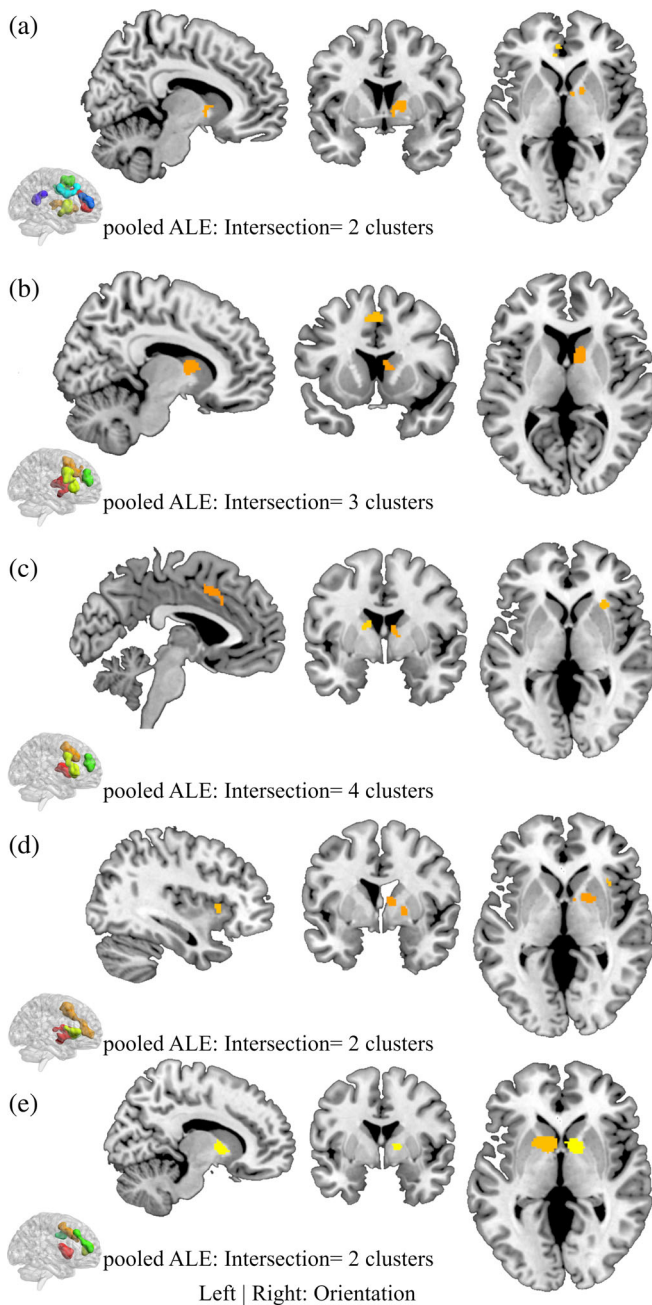 (a)
pooled ALE: Intersection= 2 clusters
(b)
pooled ALE: Intersection= 3 clusters
(c)
pooled ALE: Intersection= 4 clusters
(d)
pooled ALE: Intersection= 2 clusters
(e)
pooled ALE: Intersection= 2 clusters
Left | Right: Orientation